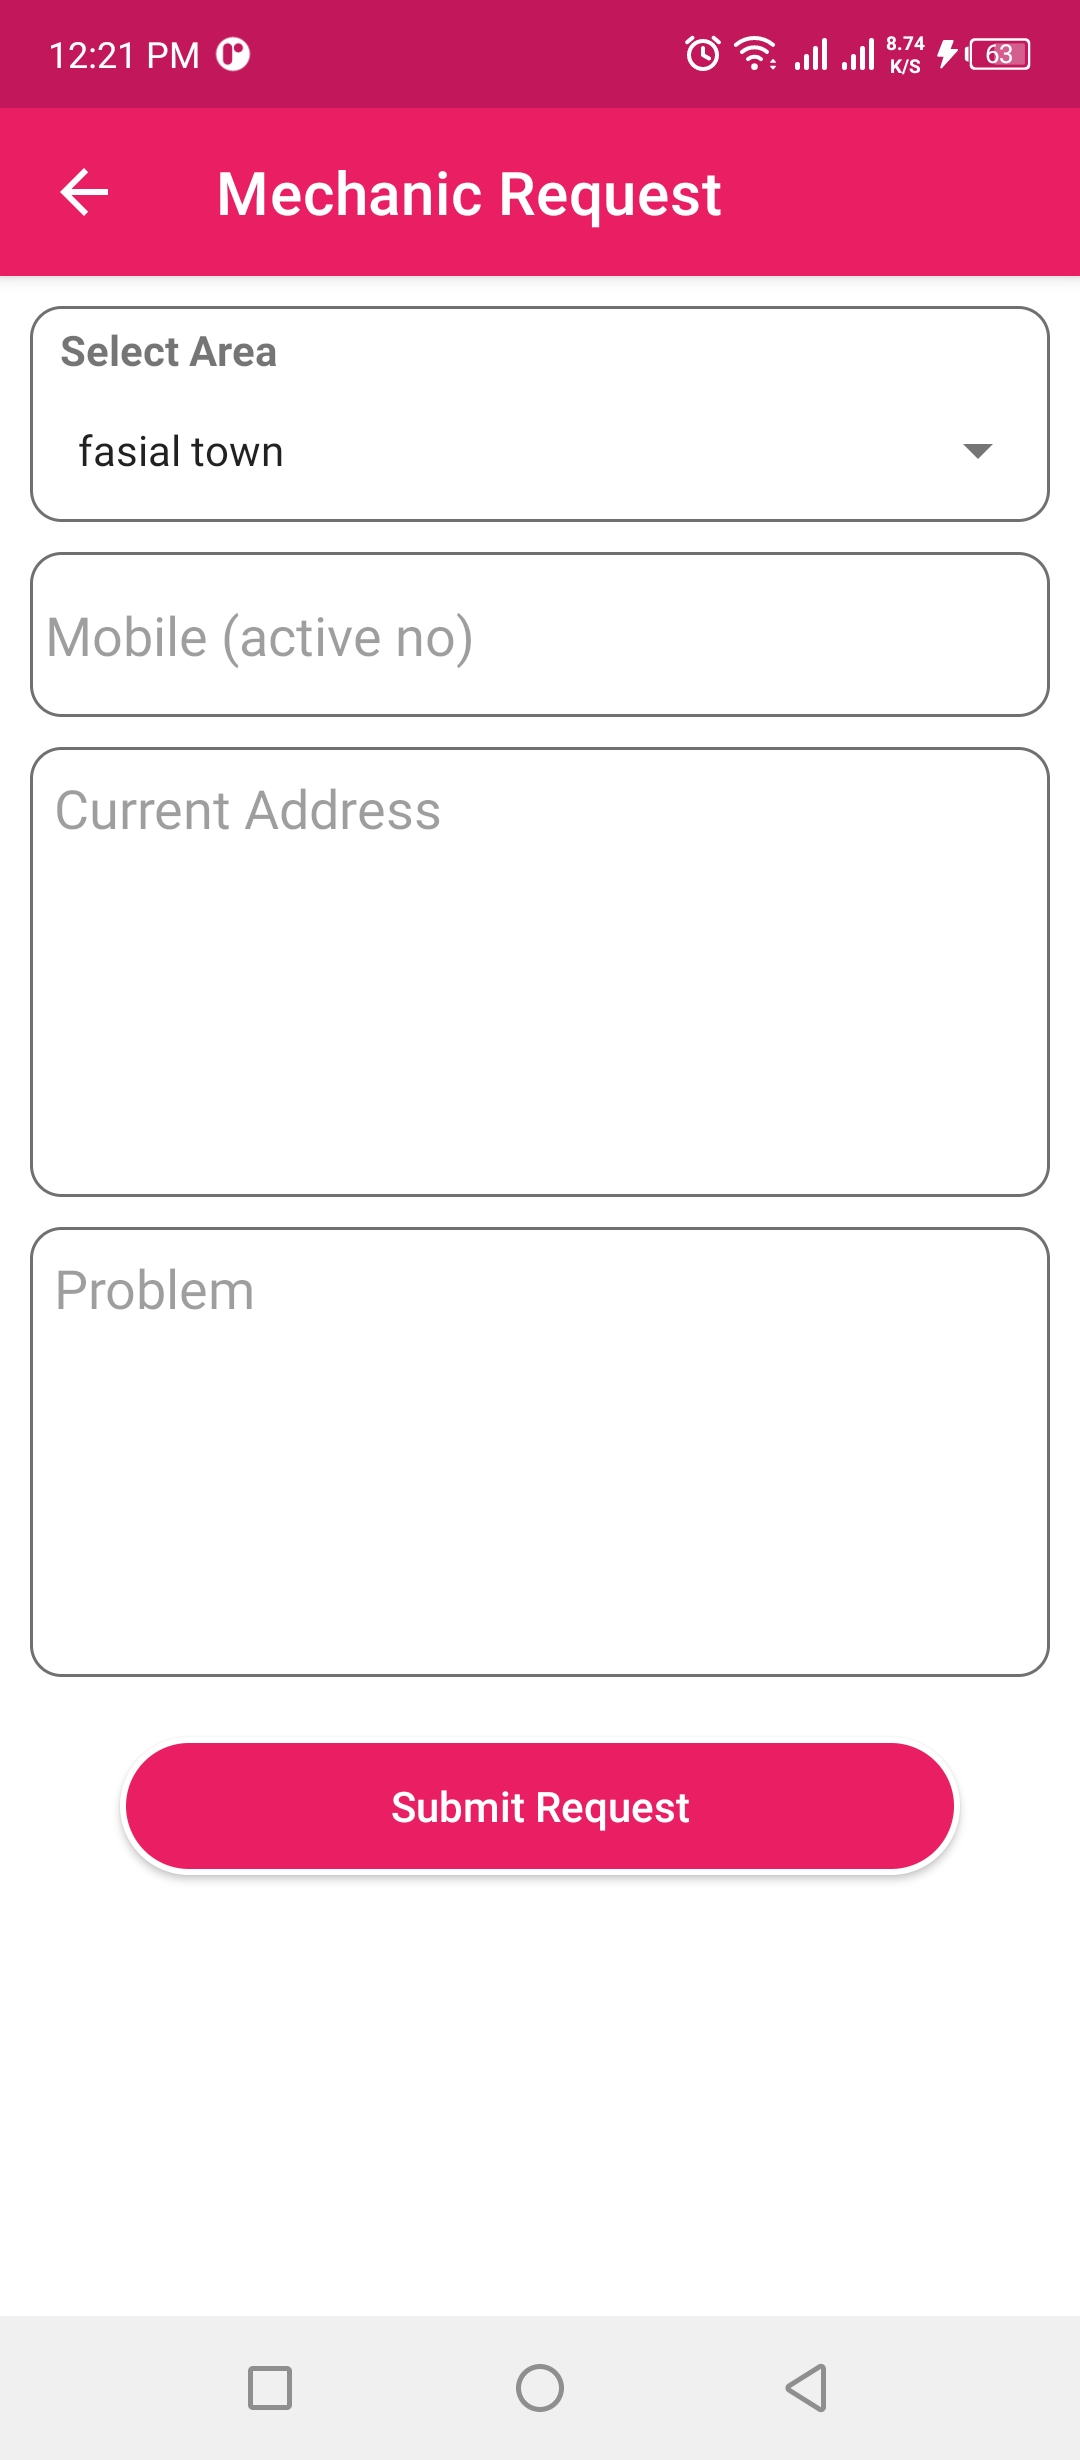 12:21 PM
8.74
K/S
63
Mechanic Request
Select Area
fasial town
Mobile (active no)
Current Address
Problem
Submit Request